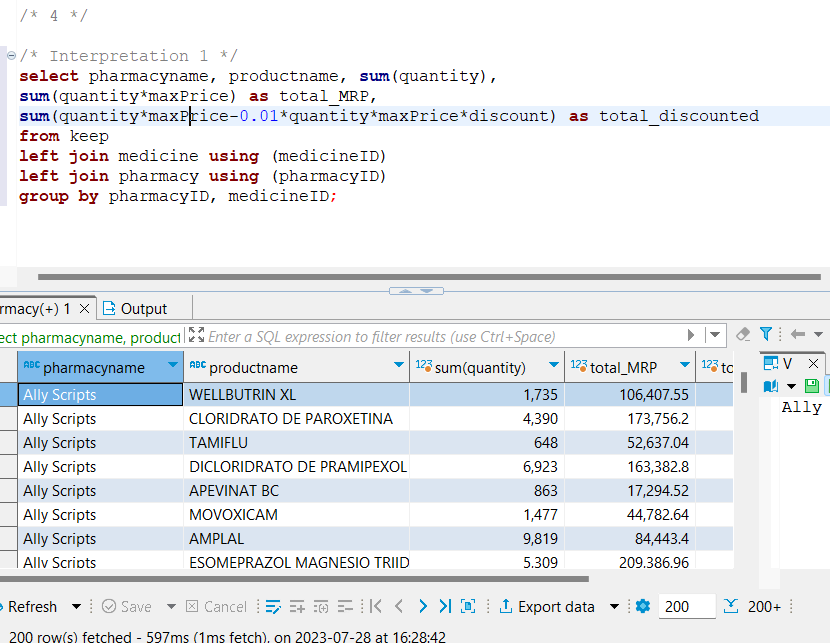 /* 4 */
/* Interpretation 1 */
select pharmacyname, productname, sum(quantity),
sum(quantity*maxPrice) as total_MRP,
sum(quantity*maxPrice-0.01*quantity*maxPrice*discount) as total_discounted
from keep
left join medicine using (medicineID)
left join pharmacy using (pharmacyID)
group by pharmacyID, medicineID;
rmacy(+) 1 Output
ect pharmacyname, product Enter a SQL expression to filter results (use Ctrl+Space)
ABC pharmacyname ABC productname 123 sum(quantity) 123 total_MRP 123 to V
Ally Scripts WELLBUTRIN XL 1,735 106,407.55
Ally
Ally Scripts CLORIDRATO DE PAROXETINA 4,390 173,756.2
Ally Scripts TAMIFLU 648 52,637.04
Ally Scripts DICLORIDRATO DE PRAMIPEXOL 6,923 163,382.8
Ally Scripts APEVINAT BC 863 17,294.52
Ally Scripts MOVOXICAM 1,477 44,782.64
Ally Scripts AMPLAL 9,819 84,443.4
Ally Scripts ESOMEPRAZOL MAGNESIO TRIID 5.309 209.386.96
Refresh Save Cancel Export data 200 200+
200 row(s) fetched - 597ms (1ms fetch), on 2023-07-28 at 16:28:42